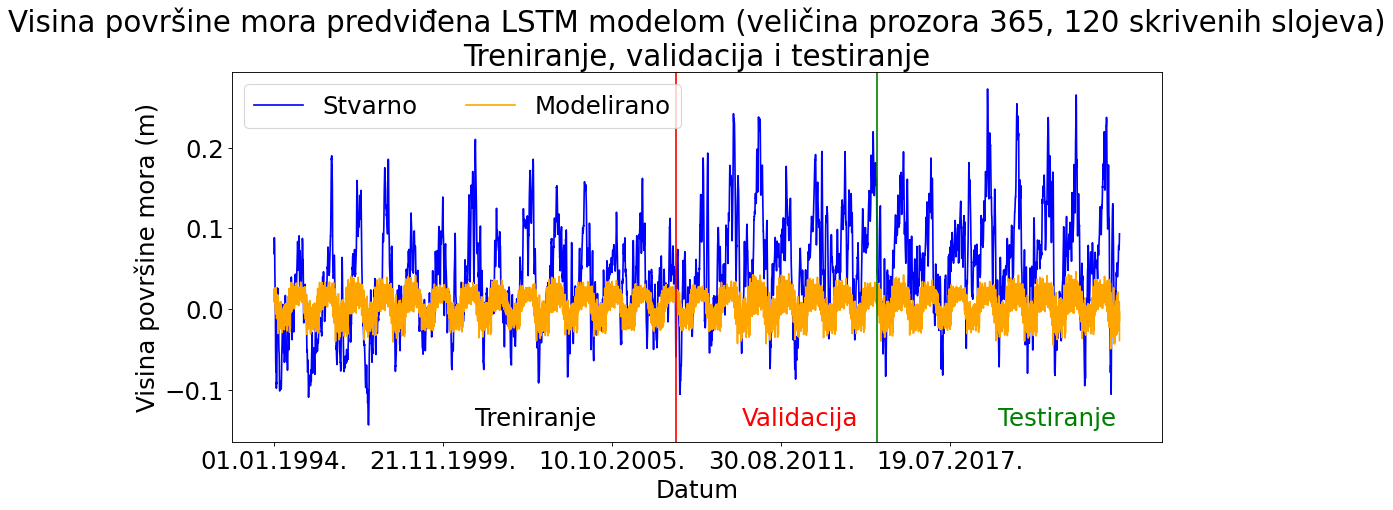 Visina površine mora predviđena LSTM modelom (veličina prozora 365, 120 skrivenih slojeva)
Treniranje, validacija i testiranje
Stvarno
Modelirano
Visina površine mora (m)
0.2
0.1
0.0
−0.1
Treniranje
Validacija
Testiranje
01.01.1994.
21.11.1999.
10.10.2005.
30.08.2011.
19.07.2017.
Datum